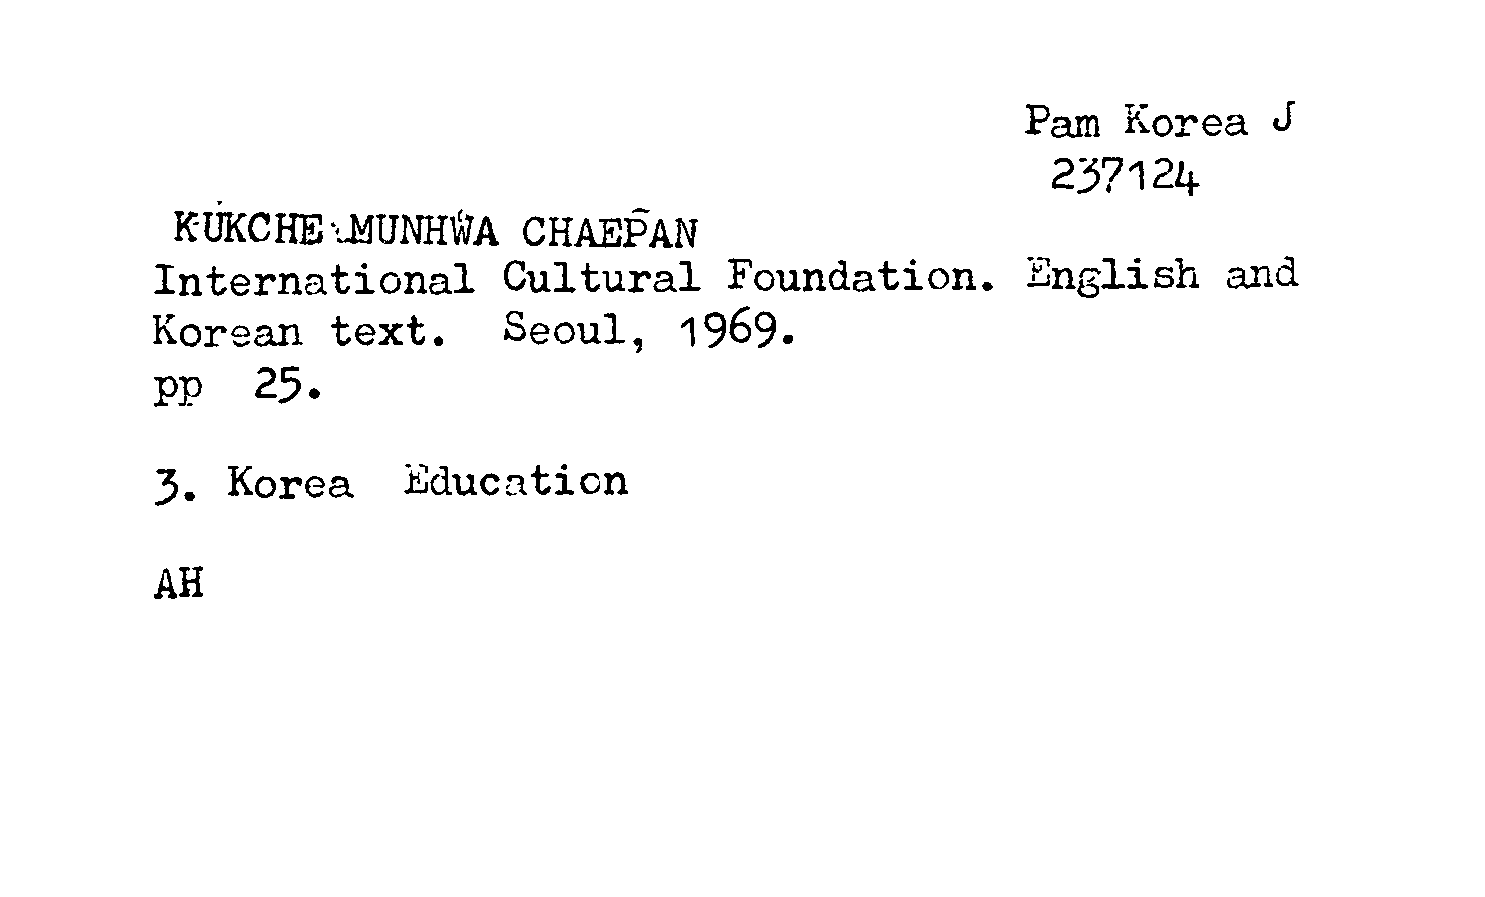 Pam Korea J
237124
KUKCHE MUNHWA CHAEPAN
International Cultural Foundation. English and
Korean text. Seoul, 1969.
pp 25.
3. Korea Education
AH